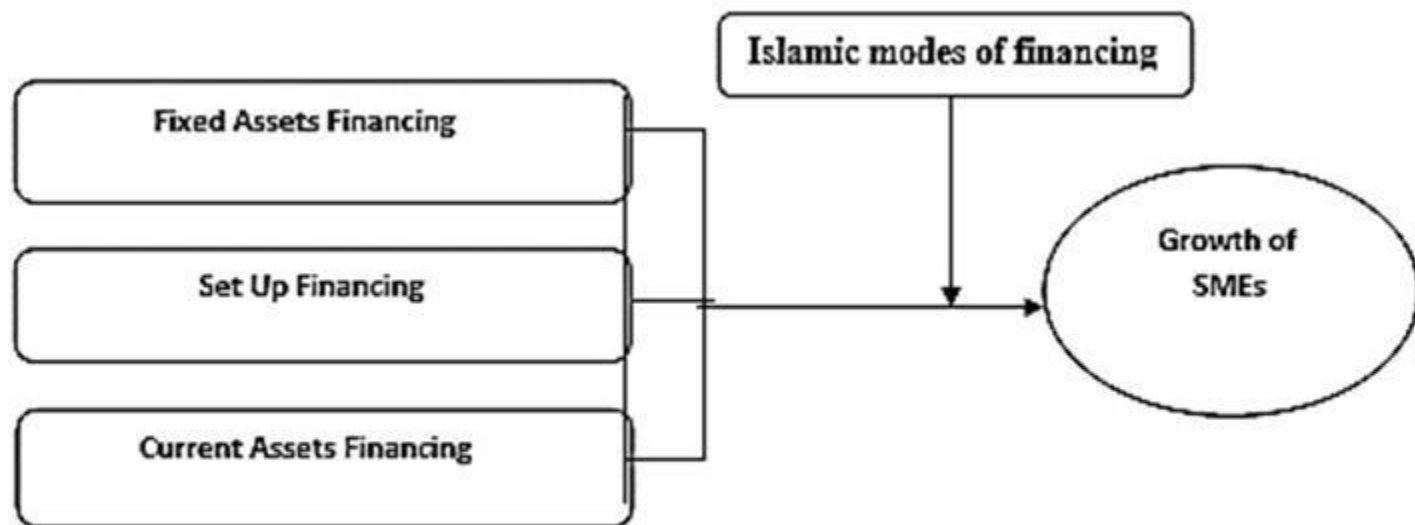 Islamic modes of financing
Fixed Assets Financing
Set Up Financing
Current Assets Financing
Growth of
SMEs